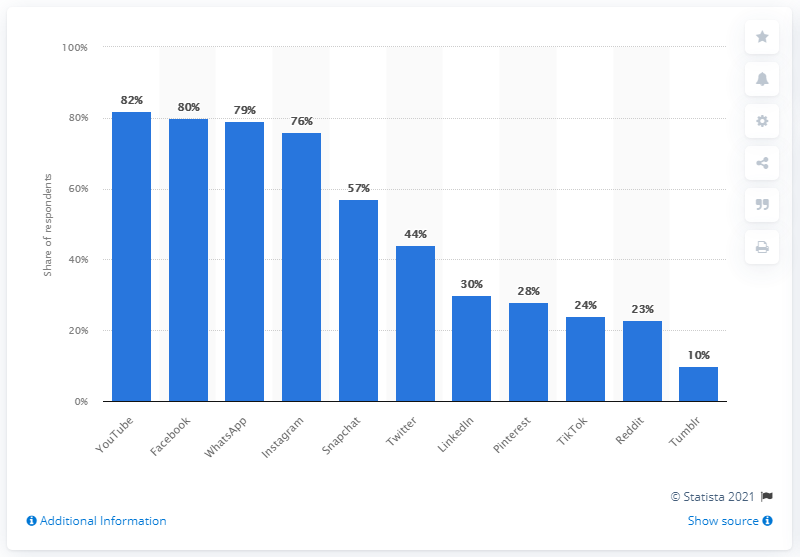 100%
80%
60%
40%
20%
0%
Share of respondents
82%
80%
79%
76%
57%
44%
30%
28%
24%
23%
10%
YouTube
Facebook
WhatsApp
Instagram
Snapchat
Twitter
LinkedIn
Pinterest
TikTok
Reddit
Tumblr
© Statista 2021
Additional Information
Show source